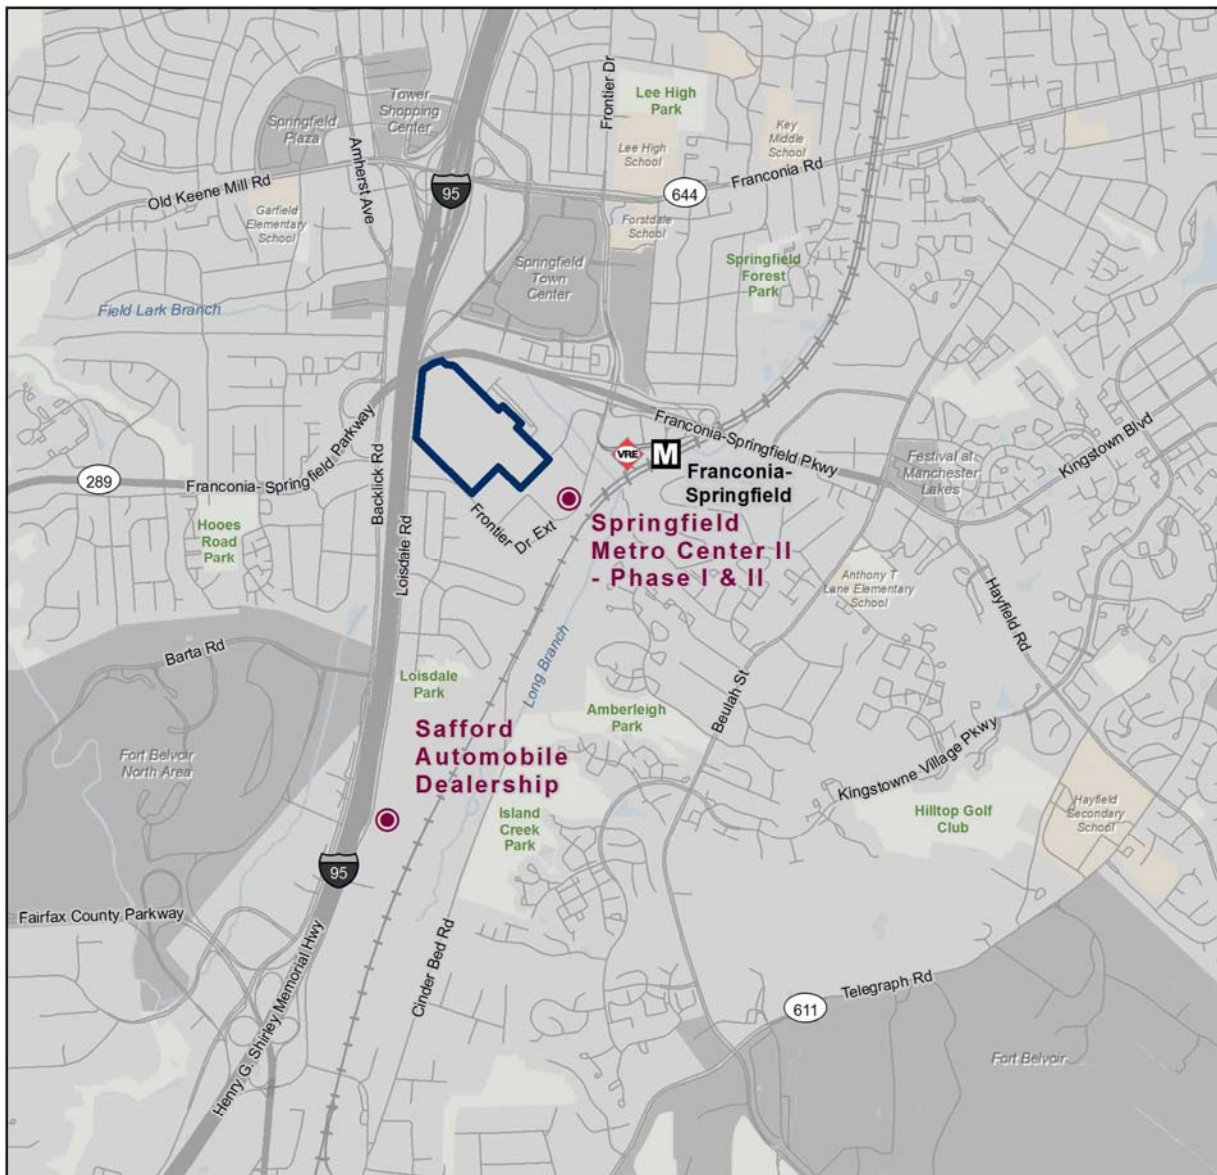 Frontier Dr
Tower
Shopping
Center
Lee High
Park
Springfield
Plaza
Key
Middle
School
Amherst Ave
Lee High
School
Franconia Rd
Old Keene Mill Rd
95
644
Garfield
Elementary
School
Forstdale
School
Springfield
Town
Center
Springfield
Forest
Park
Field Lark Branch
Franconia-Springfield Pkwy
Kingstown Blvd
VRE
M
Franconia-
Springfield
Festival at
Manchester
Lakes
289
Franconia- Springfield Parkway
Backlick Rd
Frontier Dr Ext
Springfield
Metro Center II
- Phase I & II
Hooes
Road
Park
Loisdale Rd
Anthony T
Lane Elementary
School
Hayfield Rd
Barta Rd
Long Branch
Loisdale
Park
Beulah St
Amberleigh
Park
Safford
Automobile
Dealership
Fort Belvoir
North Area
Kingstowne Village Pkwy
Island
Creek
Park
Hilltop Golf
Club
Hayfield
Secondary
School
95
Fairfax County Parkway
Henry G. Shirley Memorial Hwy
Cinder Bed Rd
Telegraph Rd
611
Fort Belvoir